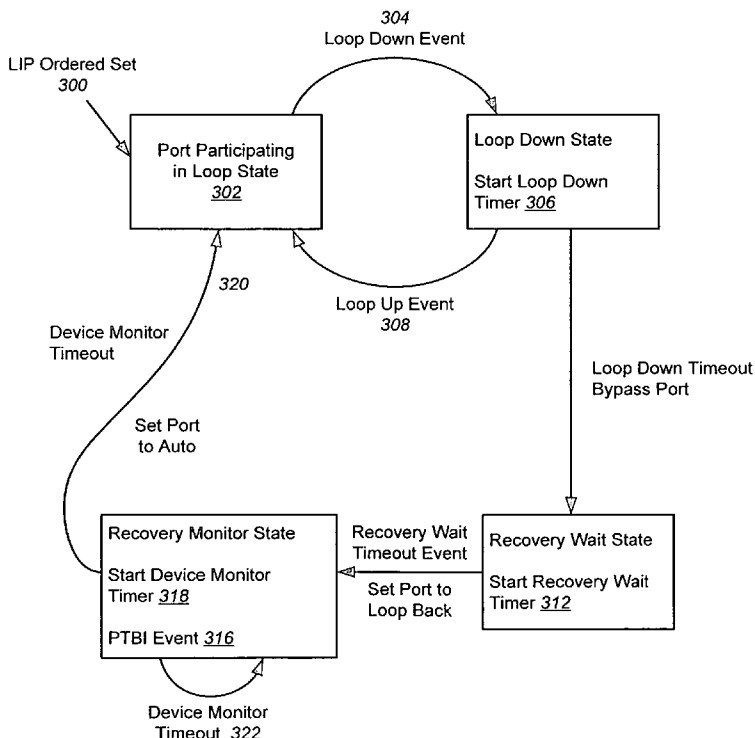 304
Loop Down Event
LIP Ordered Set
300
Port Participating
in Loop State
302
Loop Down State
Start Loop Down
Timer 306
320
Loop Up Event
308
Device Monitor
Timeout
Loop Down Timeout
Bypass Port
Set Port
to Auto
Recovery Monitor State
Start Device Monitor
Timer 318
PTBI Event 316
Recovery Wait
Timeout Event
Set Port to
Loop Back
Recovery Wait State
Start Recovery Wait
Timer 312
Device Monitor
Timeout 322